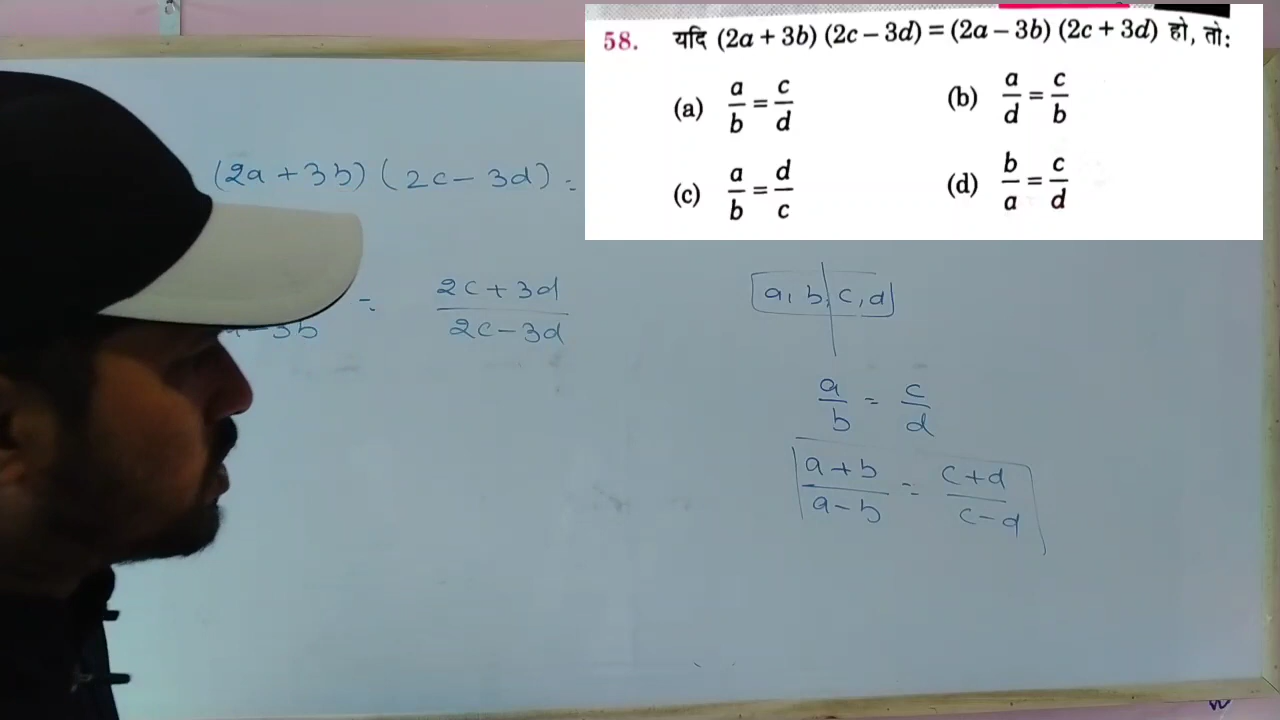 58. यदि (2a + 3b) (2c – 3d) = (2a – 3b) (2c + 3d) हो, तो:
(a) a/b = c/d (b) a/d = c/b
(c) a/b = d/c (d) b/a = c/d
(2a + 3b) (2c – 3d) =
= 2c + 3d / 2c – 3d
a, b, c, d
a/b = c/d
a + b / a – b = c + d / c – d